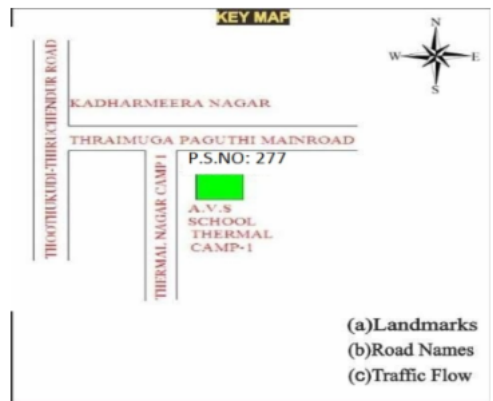 KEY MAP
N
W
E
S
THOOTHUKUDI-THIRUCHENDUR ROAD
KADHARMEERA NAGAR
THRAIMUGA PAGUTHI MAINROAD
THERMAL NAGAR CAMP 1
P.S.NO: 277
A.V.S
SCHOOL
THERMAL
CAMP-1
(a)Landmarks
(b)Road Names
(c)Traffic Flow